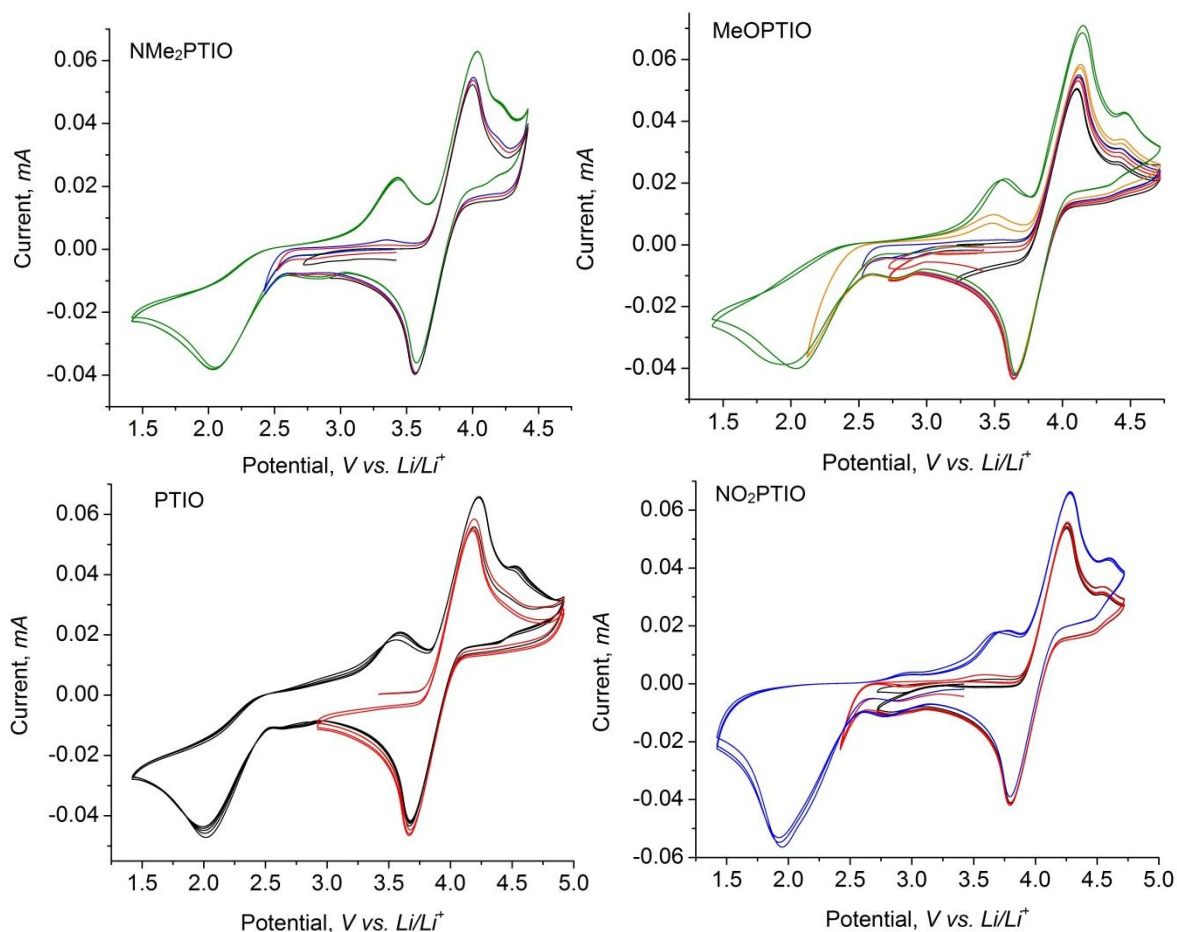 NMe₂PTIO
0.06
0.04
0.02
0.00
-0.02
-0.04
Current, mA
1.5 2.0 2.5 3.0 3.5 4.0 4.5
Potential, V vs. Li/Li⁺
MeOPTIO
0.06
0.04
0.02
0.00
-0.02
-0.04
Current, mA
1.5 2.0 2.5 3.0 3.5 4.0 4.5
Potential, V vs. Li/Li⁺
PTIO
0.06
0.04
0.02
0.00
-0.02
-0.04
Current, mA
1.5 2.0 2.5 3.0 3.5 4.0 4.5 5.0
Potential, V vs. Li/Li⁺
NO₂PTIO
0.06
0.04
0.02
0.00
-0.02
-0.04
-0.06
Current, mA
1.5 2.0 2.5 3.0 3.5 4.0 4.5 5.0
Potential, V vs. Li/Li⁺